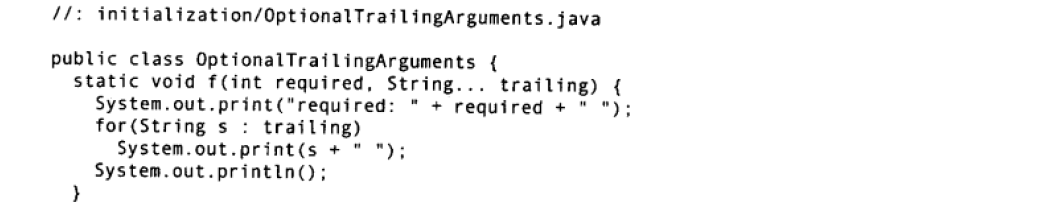 //: initialization/OptionalTrailingArguments.java
public class OptionalTrailingArguments {
static void f(int required, String... trailing) {
System.out.print("required: " + required + " ");
for(String s : trailing)
System.out.print(s + " ");
System.out.println();
}